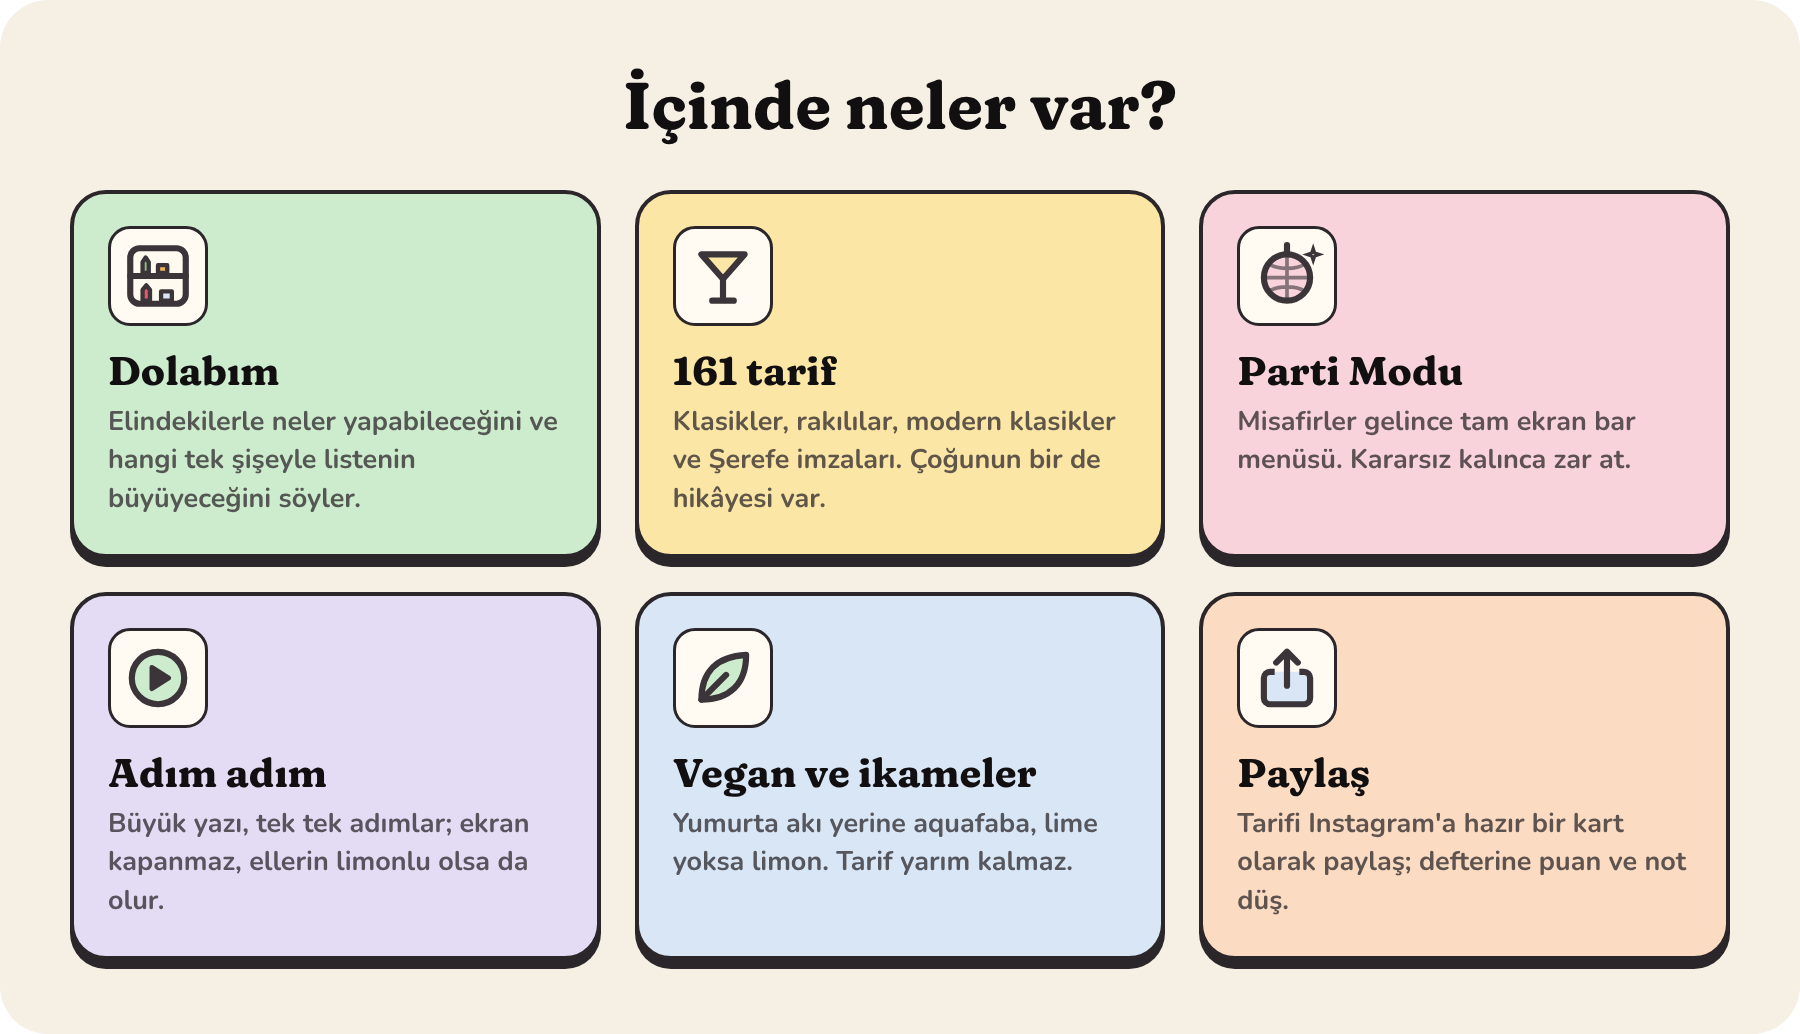 İçinde neler var?
Dolabım
Elindekilerle neler yapabileceğini ve
hangi tek şişeyle listenin
büyüyeceğini söyler.
161 tarif
Klasikler, rakılılar, modern klasikler
ve Şerefe imzaları. Çoğunun bir de
hikâyesi var.
Parti Modu
Misafirler gelince tam ekran bar
menüsü. Kararsız kalınca zar at.
Adım adım
Büyük yazı, tek tek adımlar; ekran
kapanmaz, ellerin limonlu olsa da
olur.
Vegan ve ikameler
Yumurta akı yerine aquafaba, lime
yoksa limon. Tarif yarım kalmaz.
Paylaş
Tarifi Instagram'a hazır bir kart
olarak paylaş; defterine puan ve not
düş.